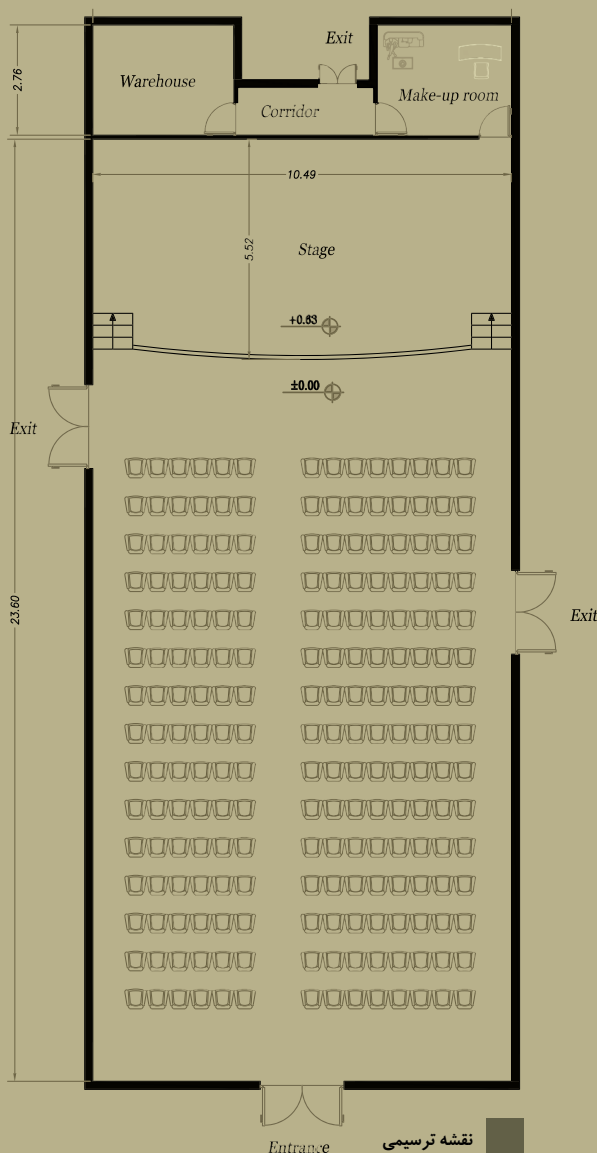 Exit
Warehouse
2.76
Make-up room
Corridor
10.49
5.52
Stage
+0.63
±0.00
Exit
23.60
Exit
نقشه ترسیمی
Entrance